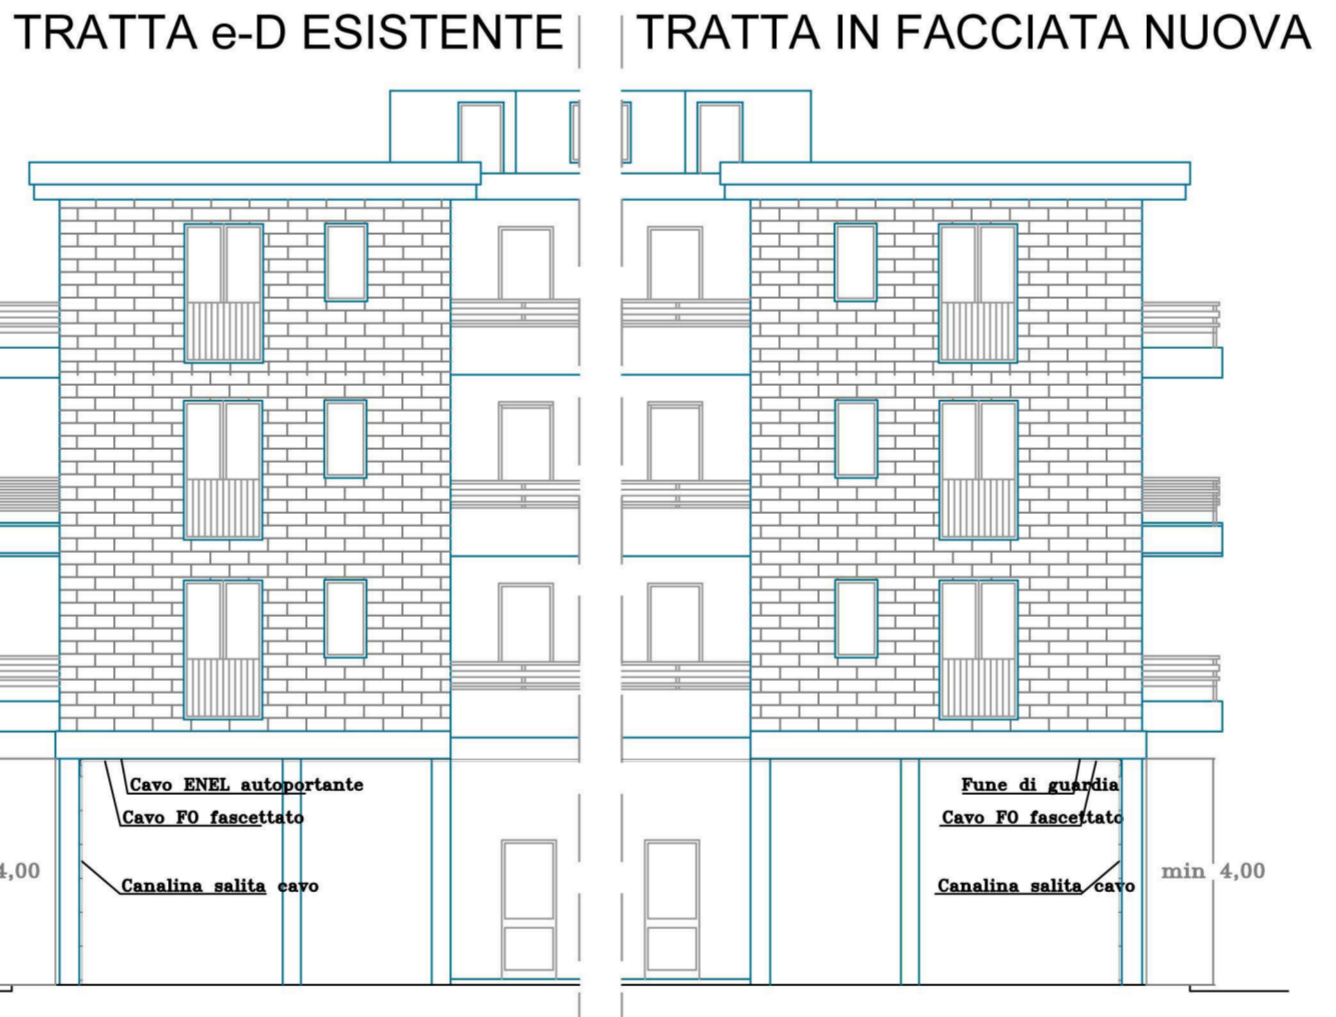 TRATTA e-D ESISTENTE
TRATTA IN FACCIATA NUOVA
Cavo ENEL autoportante
Cavo FO fascettato
Canalina salita cavo
4,00
Fune di guardia
Cavo FO fascettato
Canalina salita cavo
min 4,00